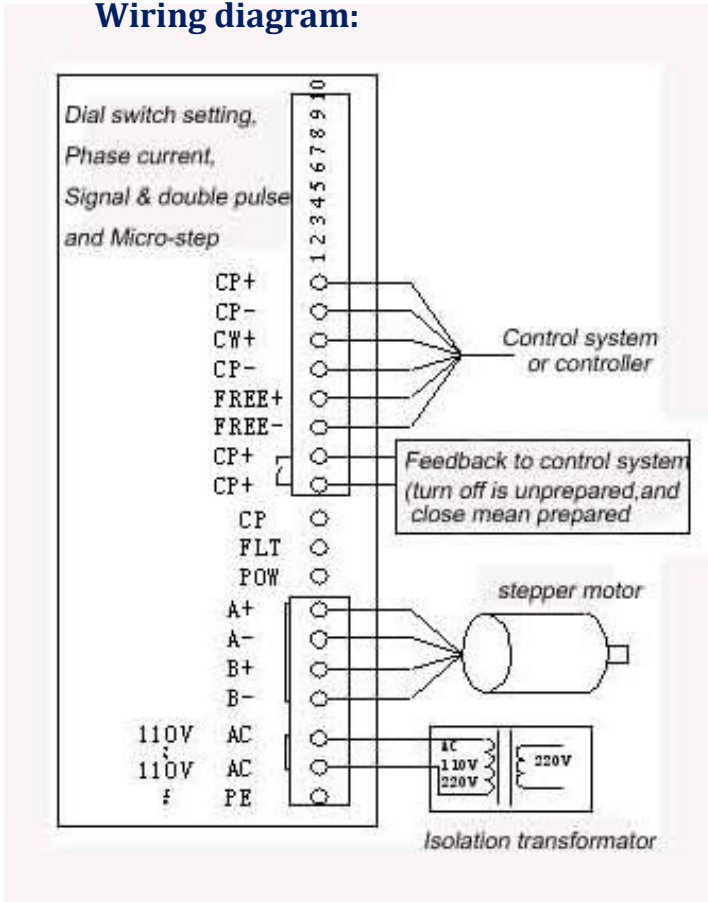 Wiring diagram:
Dial switch setting,
Phase current,
Signal & double pulse
and Micro-step
1 2 3 4 5 6 7 8 9 10
CP+
CP-
CW+
CP-
FREE+
FREE-
CP+
CP+
Control system
or controller
Feedback to control system
(turn off is unprepared,and
close mean prepared
CP
FLT
POW
A+
A-
B+
B-
stepper motor
110V AC
110V AC
PE
AC
110V
220V
220V
Isolation transformator